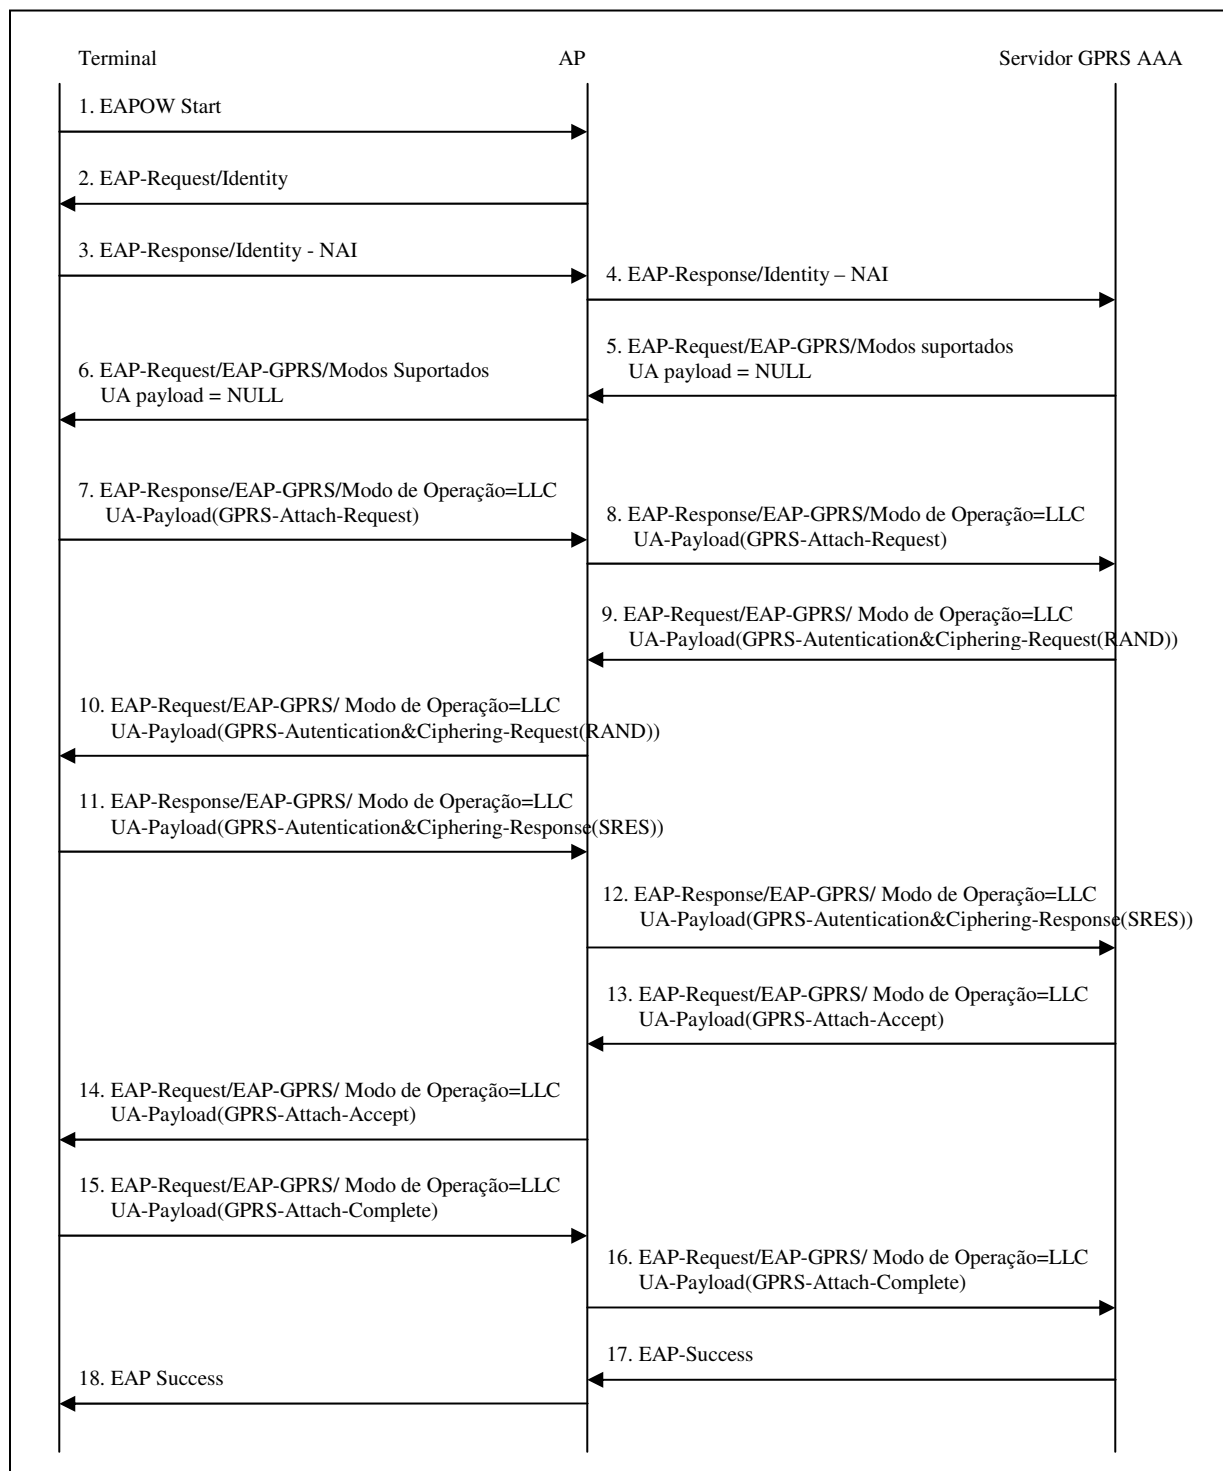 Terminal
AP
Servidor GPRS AAA
1. EAPOW Start
2. EAP-Request/Identity
3. EAP-Response/Identity - NAI
4. EAP-Response/Identity – NAI
5. EAP-Request/EAP-GPRS/Modos suportados
UA payload = NULL
6. EAP-Request/EAP-GPRS/Modos Suportados
UA payload = NULL
7. EAP-Response/EAP-GPRS/Modo de Operação=LLC
UA-Payload(GPRS-Attach-Request)
8. EAP-Response/EAP-GPRS/Modo de Operação=LLC
UA-Payload(GPRS-Attach-Request)
9. EAP-Request/EAP-GPRS/ Modo de Operação=LLC
UA-Payload(GPRS-Autentication&Ciphering-Request(RAND))
10. EAP-Request/EAP-GPRS/ Modo de Operação=LLC
UA-Payload(GPRS-Autentication&Ciphering-Request(RAND))
11. EAP-Response/EAP-GPRS/ Modo de Operação=LLC
UA-Payload(GPRS-Autentication&Ciphering-Response(SRES))
12. EAP-Response/EAP-GPRS/ Modo de Operação=LLC
UA-Payload(GPRS-Autentication&Ciphering-Response(SRES))
13. EAP-Request/EAP-GPRS/ Modo de Operação=LLC
UA-Payload(GPRS-Attach-Accept)
14. EAP-Request/EAP-GPRS/ Modo de Operação=LLC
UA-Payload(GPRS-Attach-Accept)
15. EAP-Request/EAP-GPRS/ Modo de Operação=LLC
UA-Payload(GPRS-Attach-Complete)
16. EAP-Request/EAP-GPRS/ Modo de Operação=LLC
UA-Payload(GPRS-Attach-Complete)
17. EAP-Success
18. EAP Success